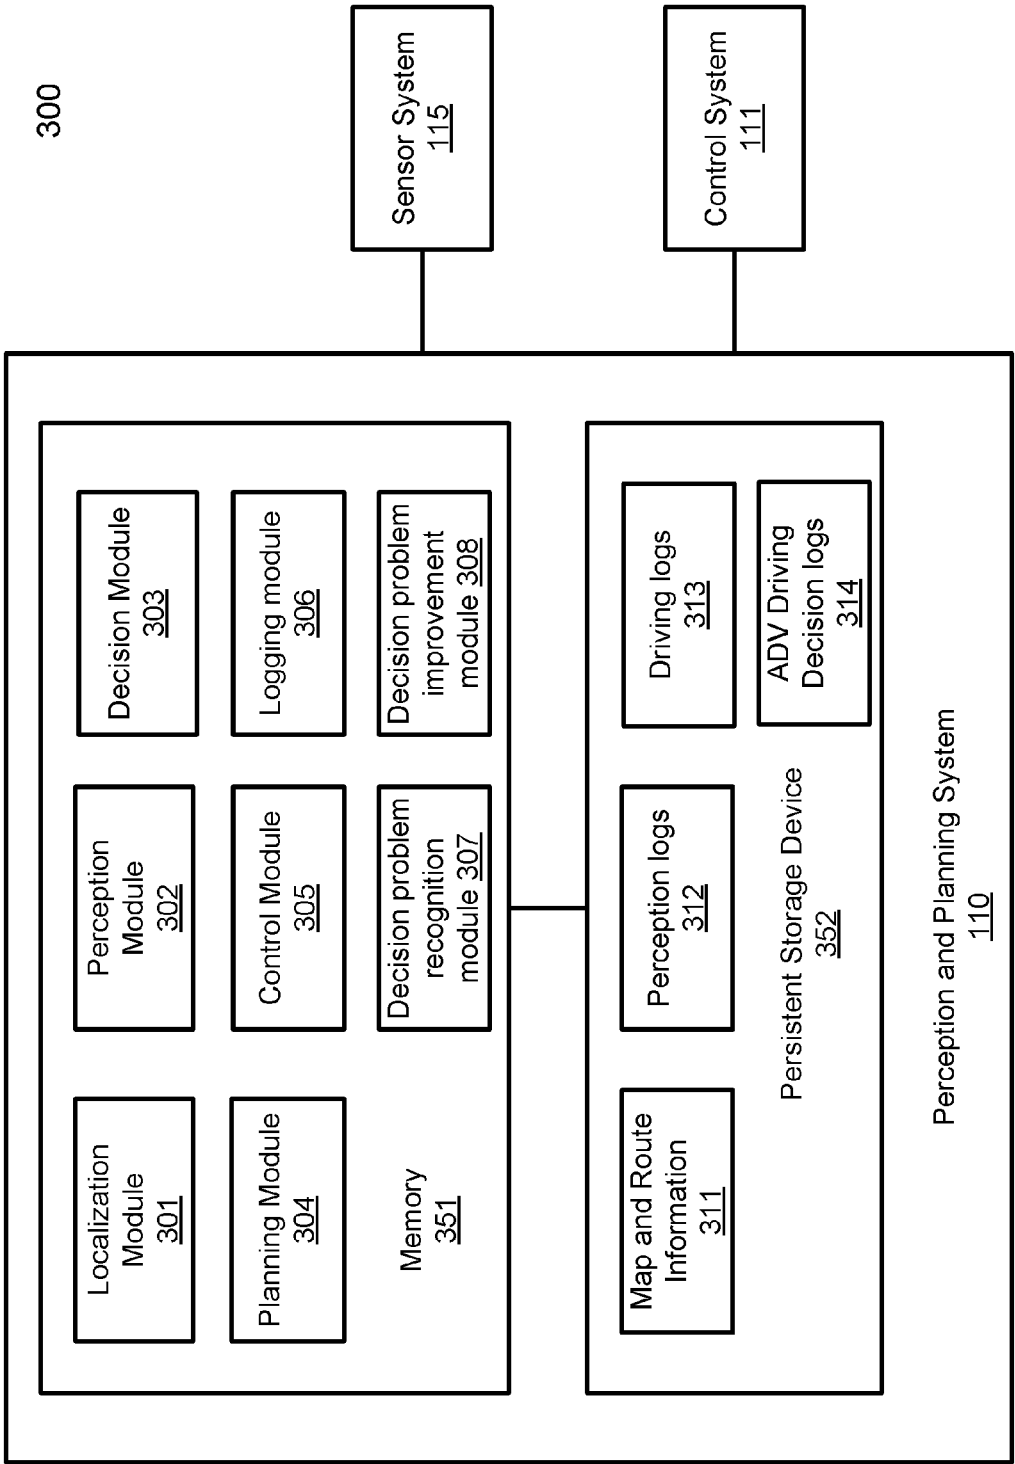 300
Localization
Module
301
Perception
Module
302
Decision Module
303
Planning Module
304
Control Module
305
Logging module
306
Memory
351
Decision problem
recognition
module 307
Decision problem
improvement
module 308
Map and Route
Information
311
Perception logs
312
Driving logs
313
Persistent Storage Device
352
ADV Driving
Decision logs
314
Perception and Planning System
110
Sensor System
115
Control System
111